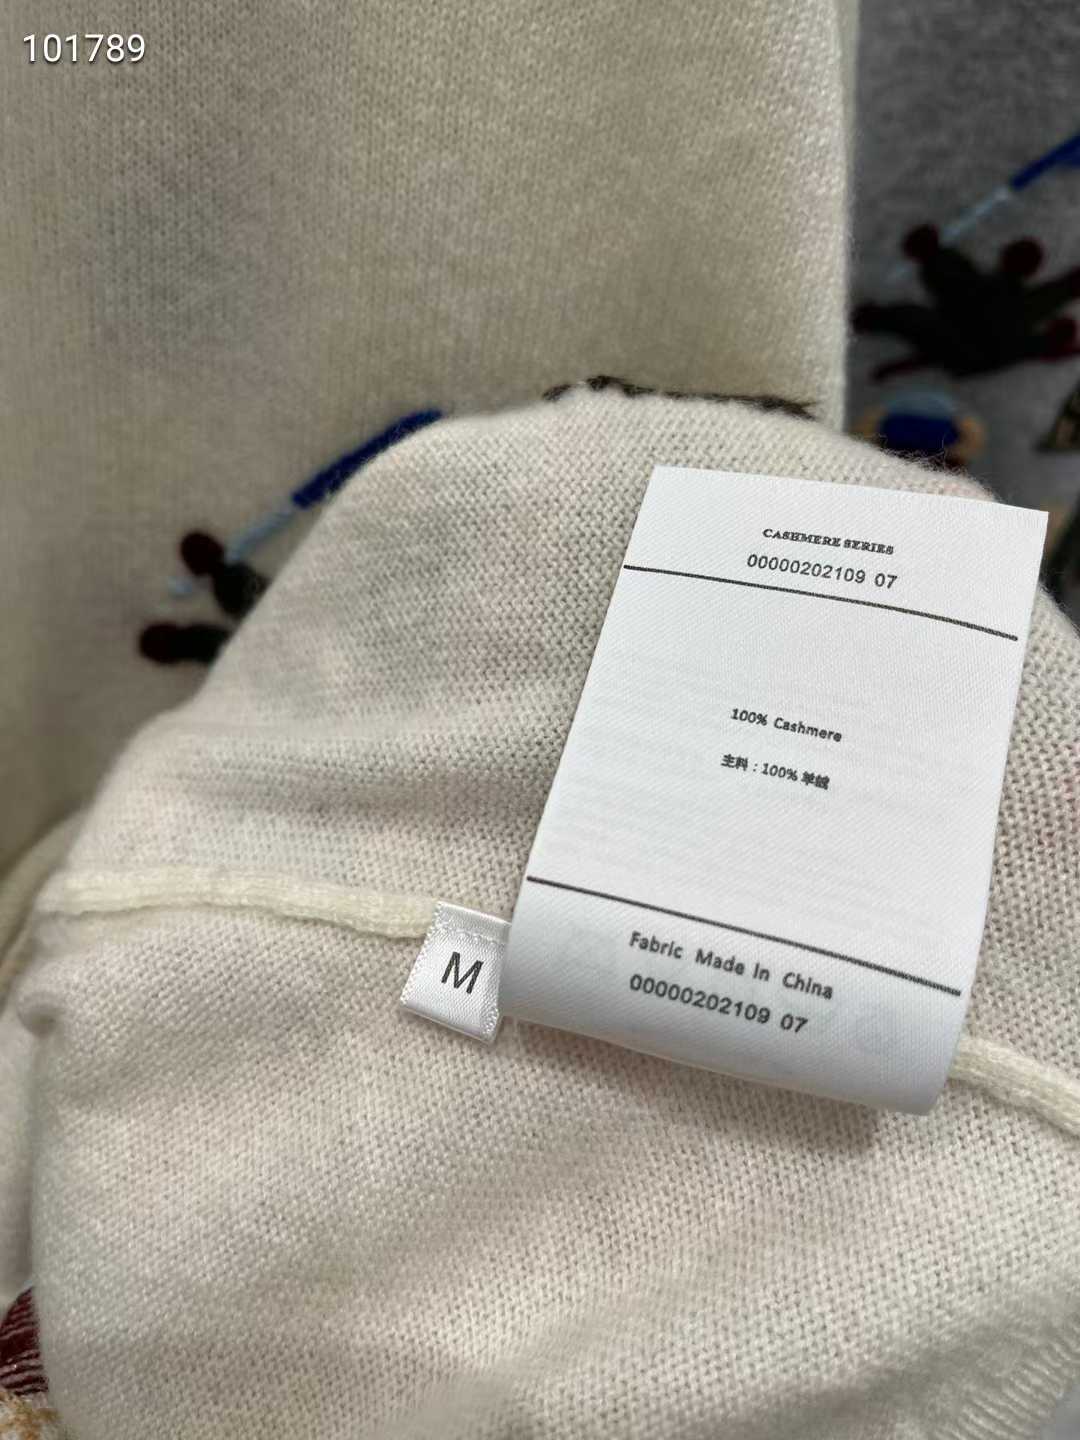 101789
CASHMERE SERIES
00000202109 07
100% Cashmere
主料：100% 羊绒
Fabric Made in China
00000202109 07
M